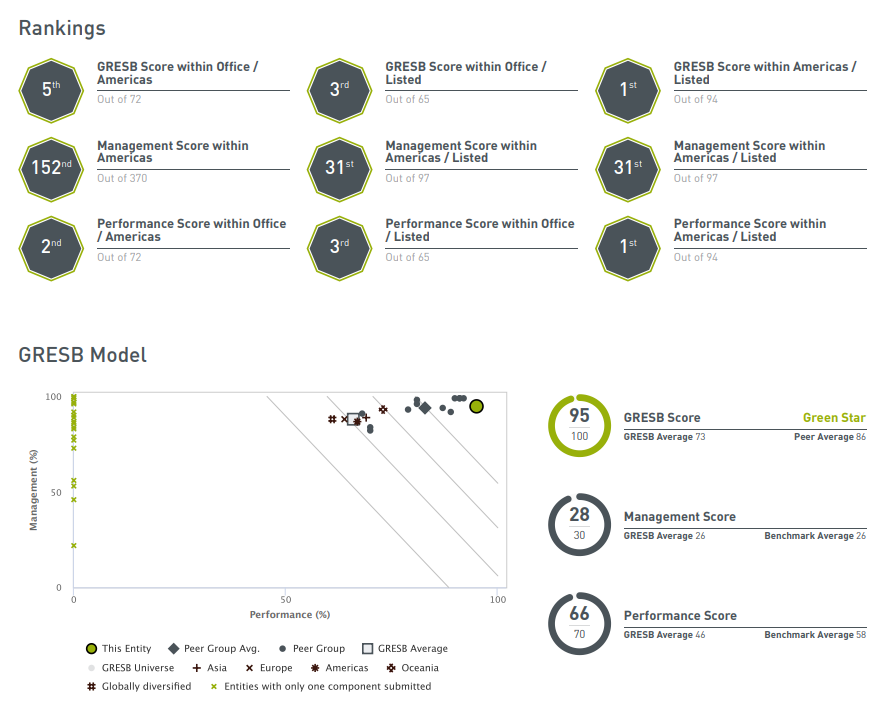 Rankings
5th
GRESB Score within Office /
Americas
Out of 72
3rd
GRESB Score within Office /
Listed
Out of 65
1st
GRESB Score within Americas /
Listed
Out of 94
152nd
Management Score within
Americas
Out of 370
31st
Management Score within
Americas / Listed
Out of 97
31st
Management Score within
Americas / Listed
Out of 97
2nd
Performance Score within Office
/ Americas
Out of 72
3rd
Performance Score within Office
/ Listed
Out of 65
1st
Performance Score within
Americas / Listed
Out of 94
GRESB Model
Management (%)
100
50
0
0 50 100
Performance (%)
This Entity Peer Group Avg. Peer Group GRESB Average
GRESB Universe Asia Europe Americas Oceania
Globally diversified Entities with only one component submitted
95
100
GRESB Score Green Star
GRESB Average 73 Peer Average 86
28
30
Management Score
GRESB Average 26 Benchmark Average 26
66
70
Performance Score
GRESB Average 46 Benchmark Average 58